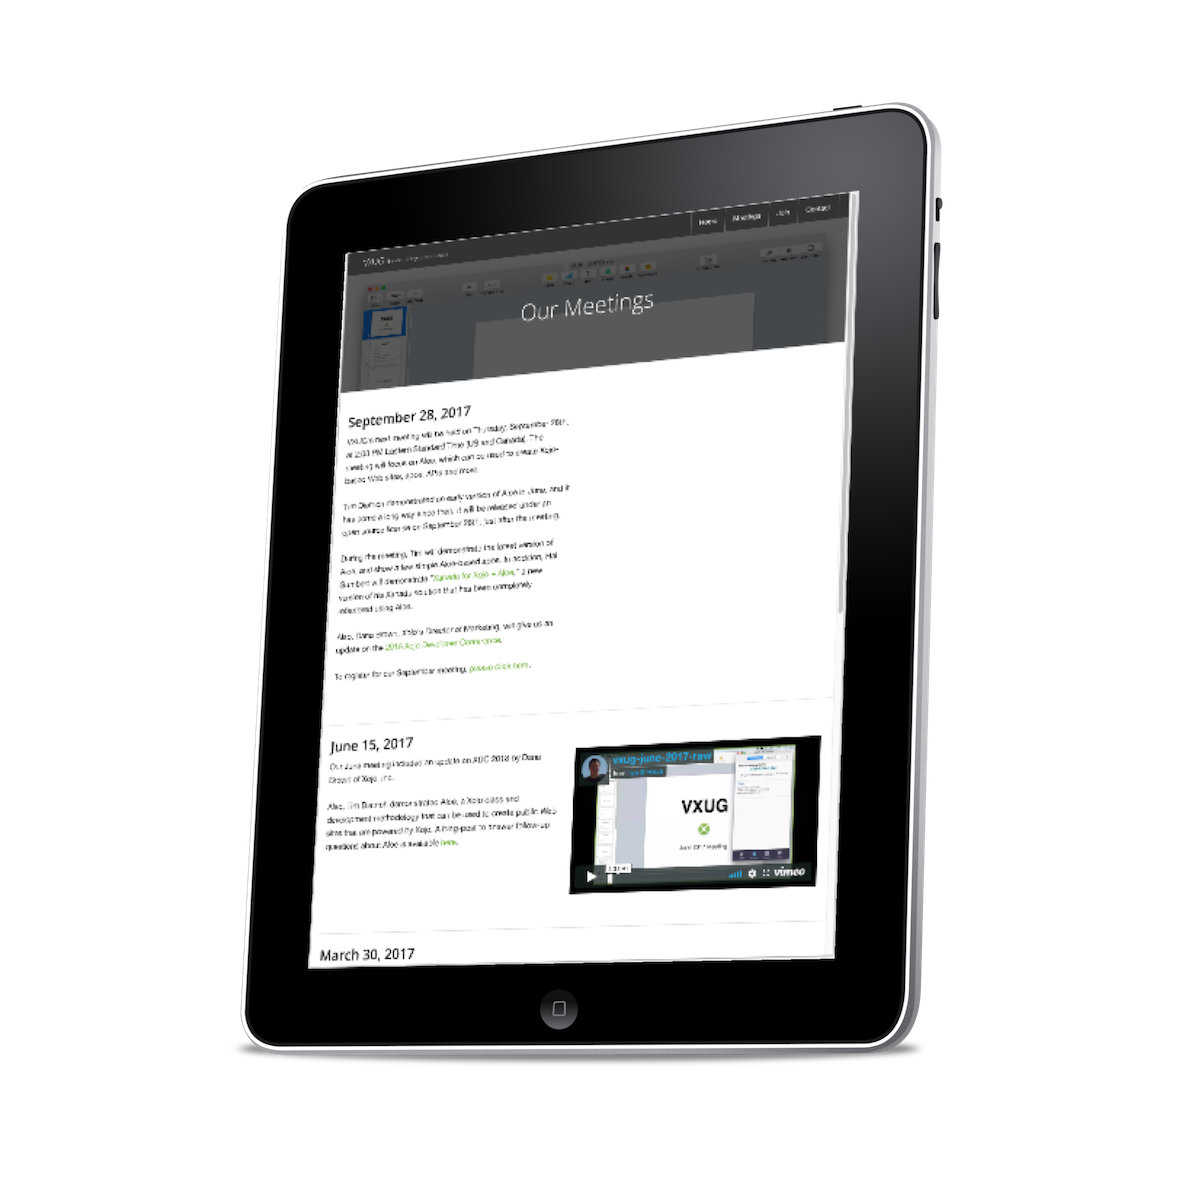 Home Meetings Join Contact
VXUG
Our Meetings
September 28, 2017
VXUG's next meeting will be held on Thursday, September 28th,
at 2:00 PM Eastern Standard Time (US and Canada). The
meeting will focus on Aloe, which can be used to create Xojo-
based Web sites, apps, APIs and more.
Tim Dietrich demonstrated an early version of Aloe in June, and it
has come a long way since then. It will be released under an
open source license on September 28th, just after the meeting.
During the meeting, Tim will demonstrate the latest version of
Aloe, and show a few simple Aloe-based apps. In addition, Hal
Gumbert will demonstrate "Xanadu for Xojo + Aloe," a new
version of his Xanadu solution that has been completely
refactored using Aloe.
Also, Dana Brown, Xojo's Director of Marketing, will give us an
update on the 2018 Xojo Developer Conference.
To register for our September meeting, please click here.
June 15, 2017
Our June meeting included an update on XDC 2018 by Dana
Brown of Xojo, Inc.
Also, Tim Dietrich demonstrated Aloe, a Xojo class and
development methodology that can be used to create public Web
sites that are powered by Xojo. A blog-post to answer follow-up
questions about Aloe is available here.
vxug-june-2017-raw
from
VXUG
June 2017 Meeting
vimeo
March 30, 2017